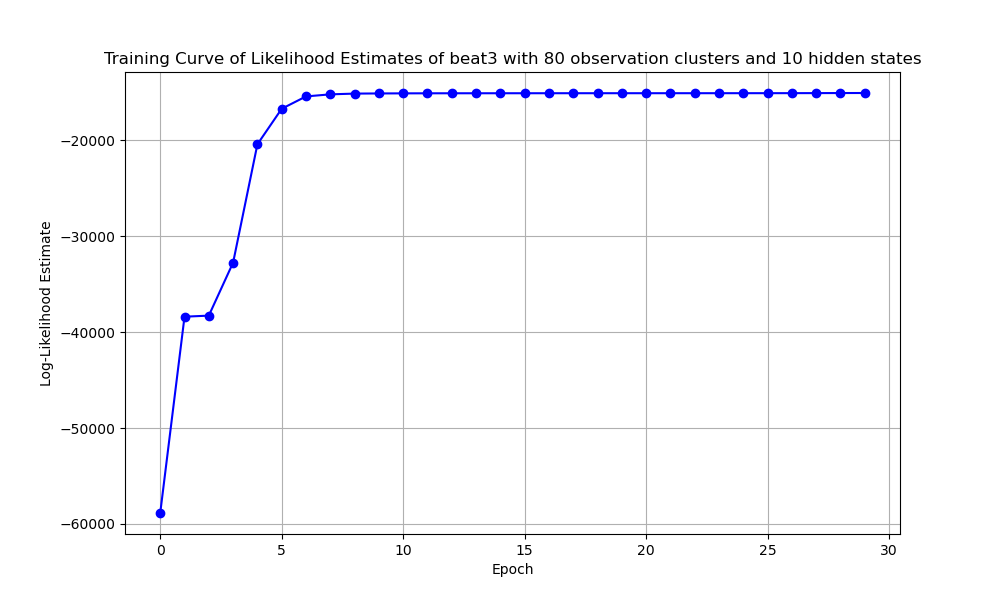 Training Curve of Likelihood Estimates of beat3 with 80 observation clusters and 10 hidden states
Log-Likelihood Estimate
−20000
−30000
−40000
−50000
−60000
0 5 10 15 20 25 30
Epoch